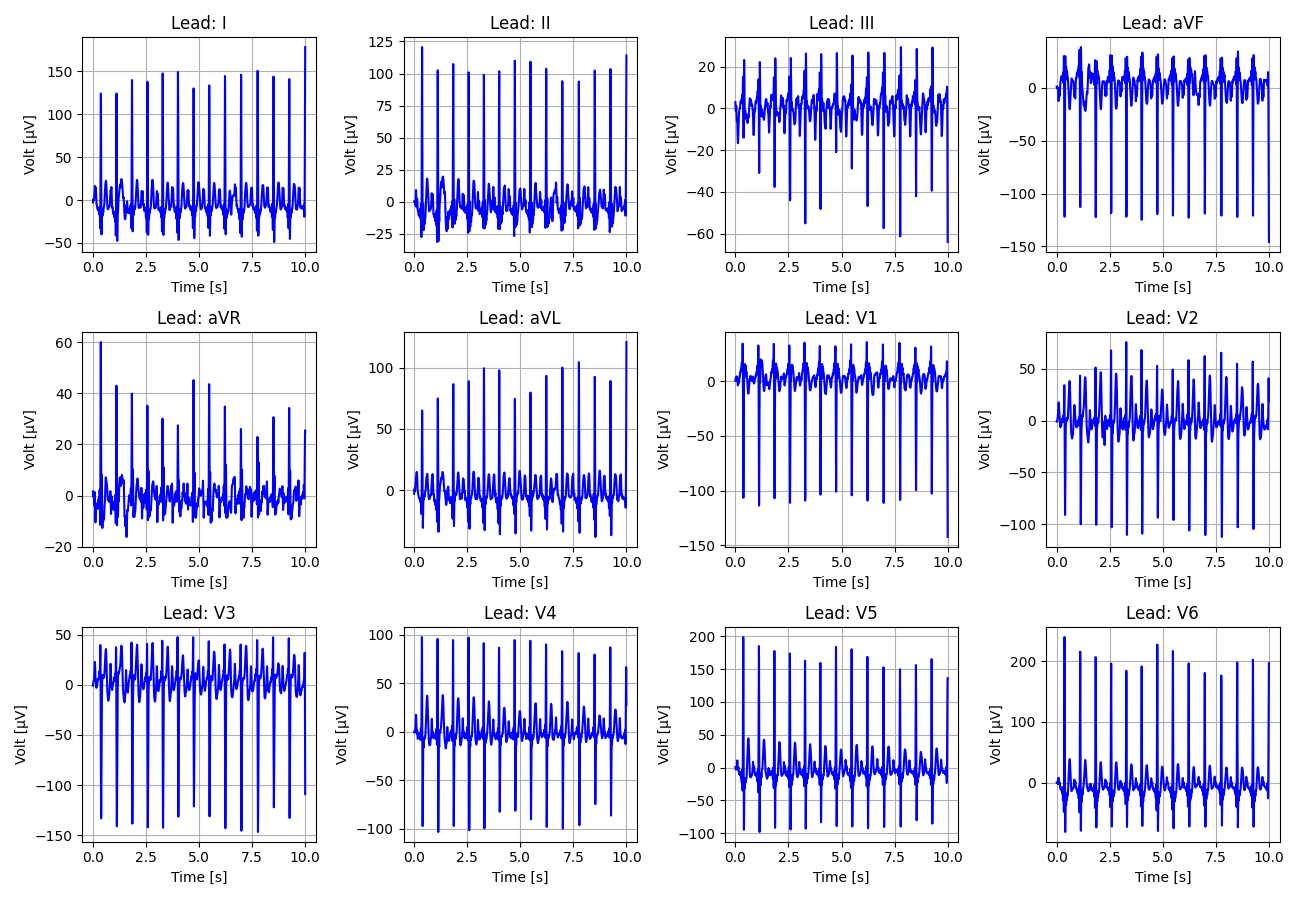 Lead: I
Volt [µV]
150
100
50
0
−50
0.0 2.5 5.0 7.5 10.0
Time [s]
Lead: II
Volt [µV]
125
100
75
50
25
0
−25
0.0 2.5 5.0 7.5 10.0
Time [s]
Lead: III
Volt [µV]
20
0
−20
−40
−60
0.0 2.5 5.0 7.5 10.0
Time [s]
Lead: aVF
Volt [µV]
0
−50
−100
−150
0.0 2.5 5.0 7.5 10.0
Time [s]
Lead: aVR
Volt [µV]
60
40
20
0
−20
0.0 2.5 5.0 7.5 10.0
Time [s]
Lead: aVL
Volt [µV]
100
50
0
0.0 2.5 5.0 7.5 10.0
Time [s]
Lead: V1
Volt [µV]
0
−50
−100
−150
0.0 2.5 5.0 7.5 10.0
Time [s]
Lead: V2
Volt [µV]
50
0
−50
−100
0.0 2.5 5.0 7.5 10.0
Time [s]
Lead: V3
Volt [µV]
50
0
−50
−100
−150
0.0 2.5 5.0 7.5 10.0
Time [s]
Lead: V4
Volt [µV]
100
50
0
−50
−100
0.0 2.5 5.0 7.5 10.0
Time [s]
Lead: V5
Volt [µV]
200
150
100
50
0
−50
−100
0.0 2.5 5.0 7.5 10.0
Time [s]
Lead: V6
Volt [µV]
200
100
0
0.0 2.5 5.0 7.5 10.0
Time [s]